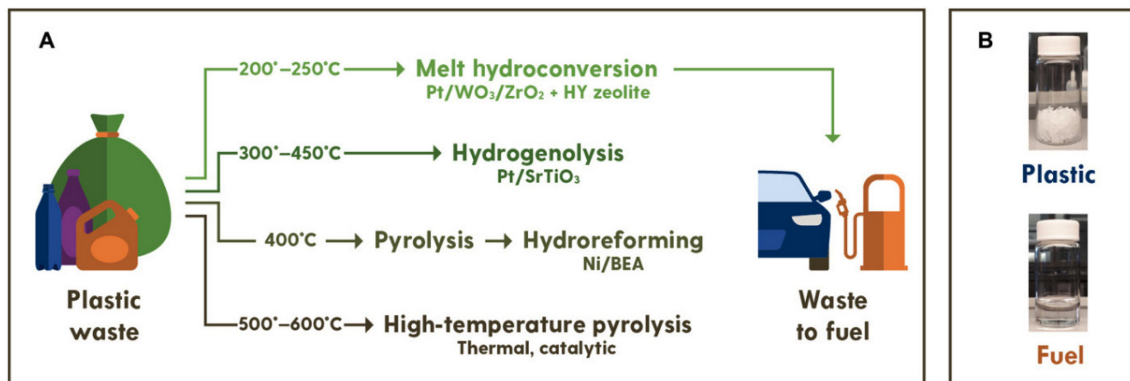 A
200°–250°C
Melt hydroconversion
Pt/WO₃/ZrO₂ + HY zeolite
300°–450°C
Hydrogenolysis
Pt/SrTiO₃
400°C
Pyrolysis
Hydroreforming
Ni/BEA
500°–600°C
High-temperature pyrolysis
Thermal, catalytic
Plastic
waste
Waste
to fuel
B
Plastic
Fuel